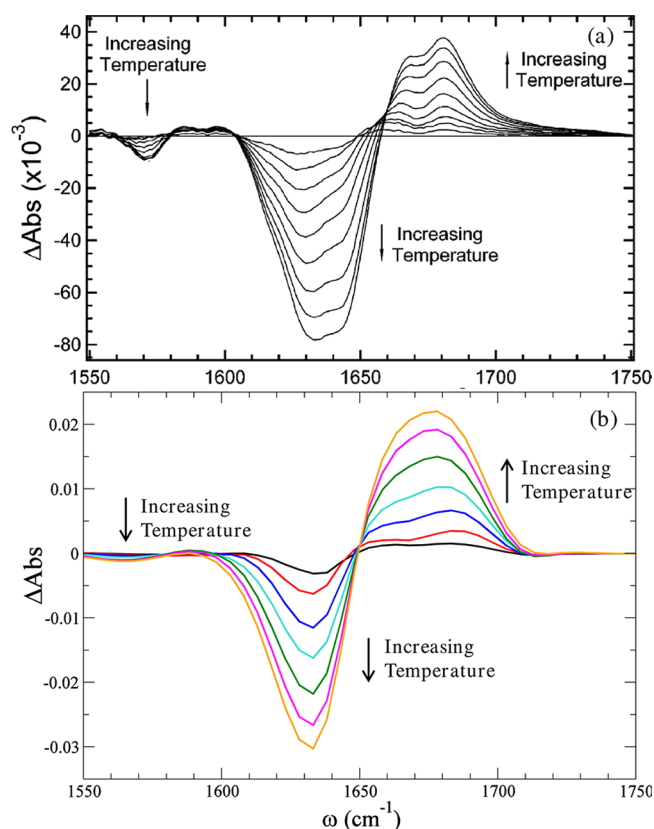 (a)
Increasing
Temperature
Increasing
Temperature
Increasing
Temperature
ΔAbs (x10⁻³)
40
20
0
-20
-40
-60
-80
1550 1600 1650 1700 1750
(b)
Increasing
Temperature
Increasing
Temperature
Increasing
Temperature
ΔAbs
0.02
0.01
0
-0.01
-0.02
-0.03
1550 1600 1650 1700 1750
ω (cm⁻¹)